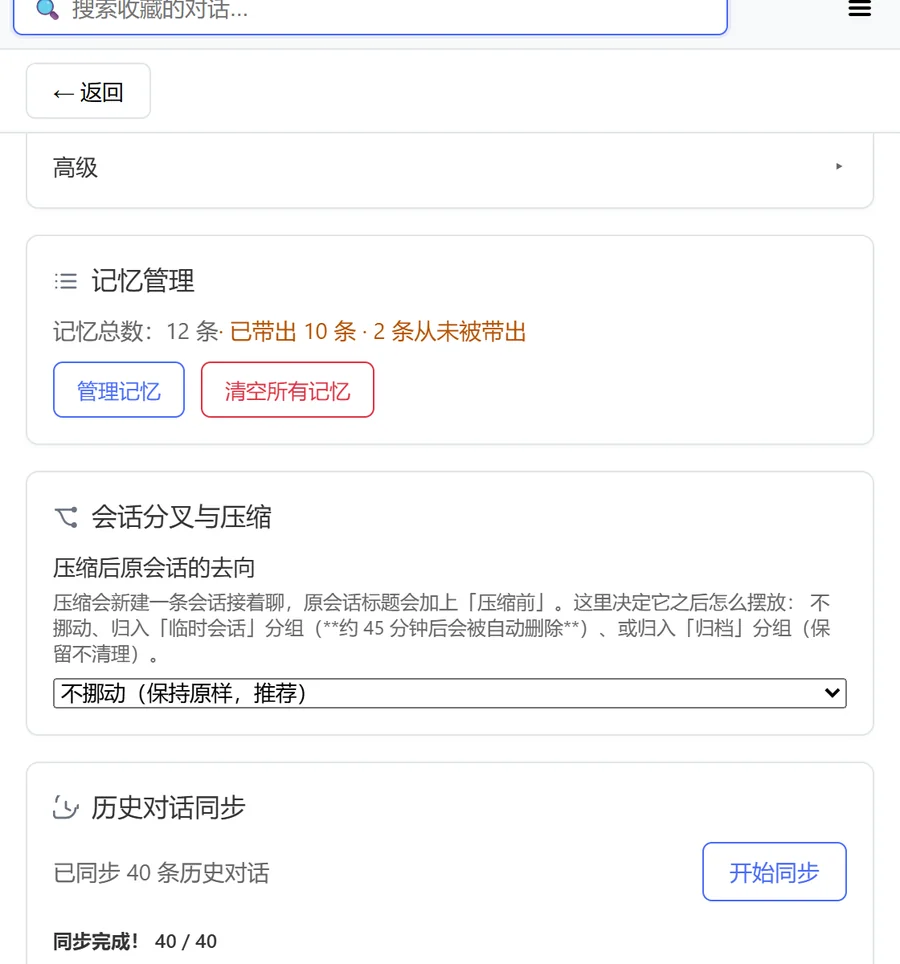 搜索收藏的对话...
← 返回
高级
记忆管理
记忆总数：12 条· 已带出 10 条 · 2 条从未被带出
管理记忆 清空所有记忆
会话分叉与压缩
压缩后原会话的去向
压缩会新建一条会话接着聊，原会话标题会加上「压缩前」。这里决定它之后怎么摆放： 不
挪动、归入「临时会话」分组（**约 45 分钟后会被自动删除**）、或归入「归档」分组（保
留不清理）。
不挪动（保持原样，推荐）
历史对话同步
已同步 40 条历史对话 开始同步
同步完成！ 40 / 40